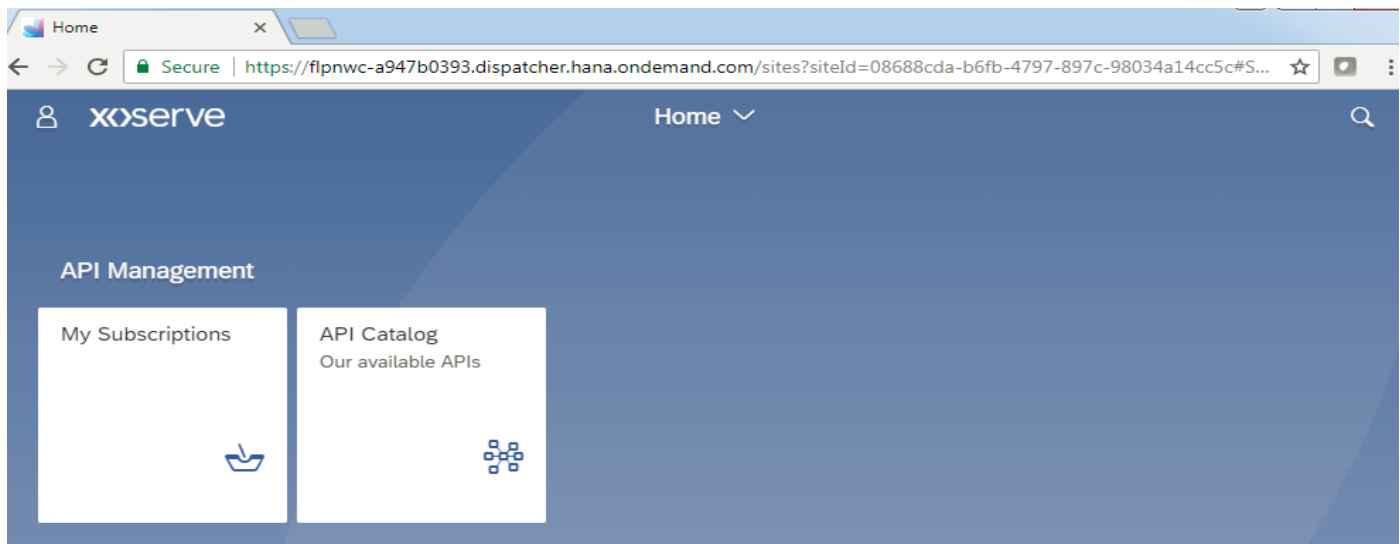 Home
Secure | https://flpnwc-a947b0393.dispatcher.hana.ondemand.com/sites?siteId=08688cda-b6fb-4797-897c-98034a14cc5c#S...
xoserve
Home
API Management
My Subscriptions
API Catalog
Our available APIs